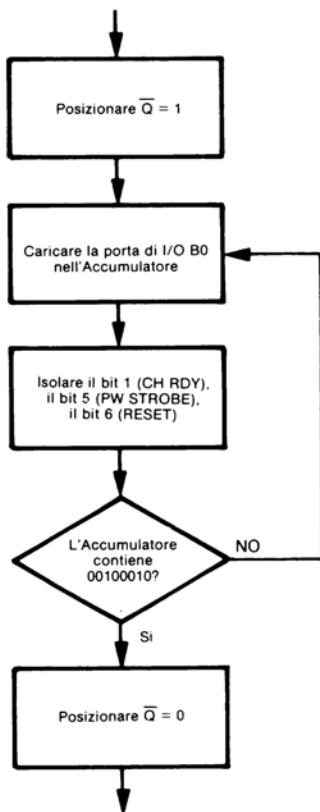 Posizionare Q̅ = 1
Caricare la porta di I/O B0
nell'Accumulatore
Isolare il bit 1 (CH RDY),
il bit 5 (PW STROBE),
il bit 6 (RESET)
L'Accumulatore
contiene
00100010?
NO
Si
Posizionare Q̅ = 0